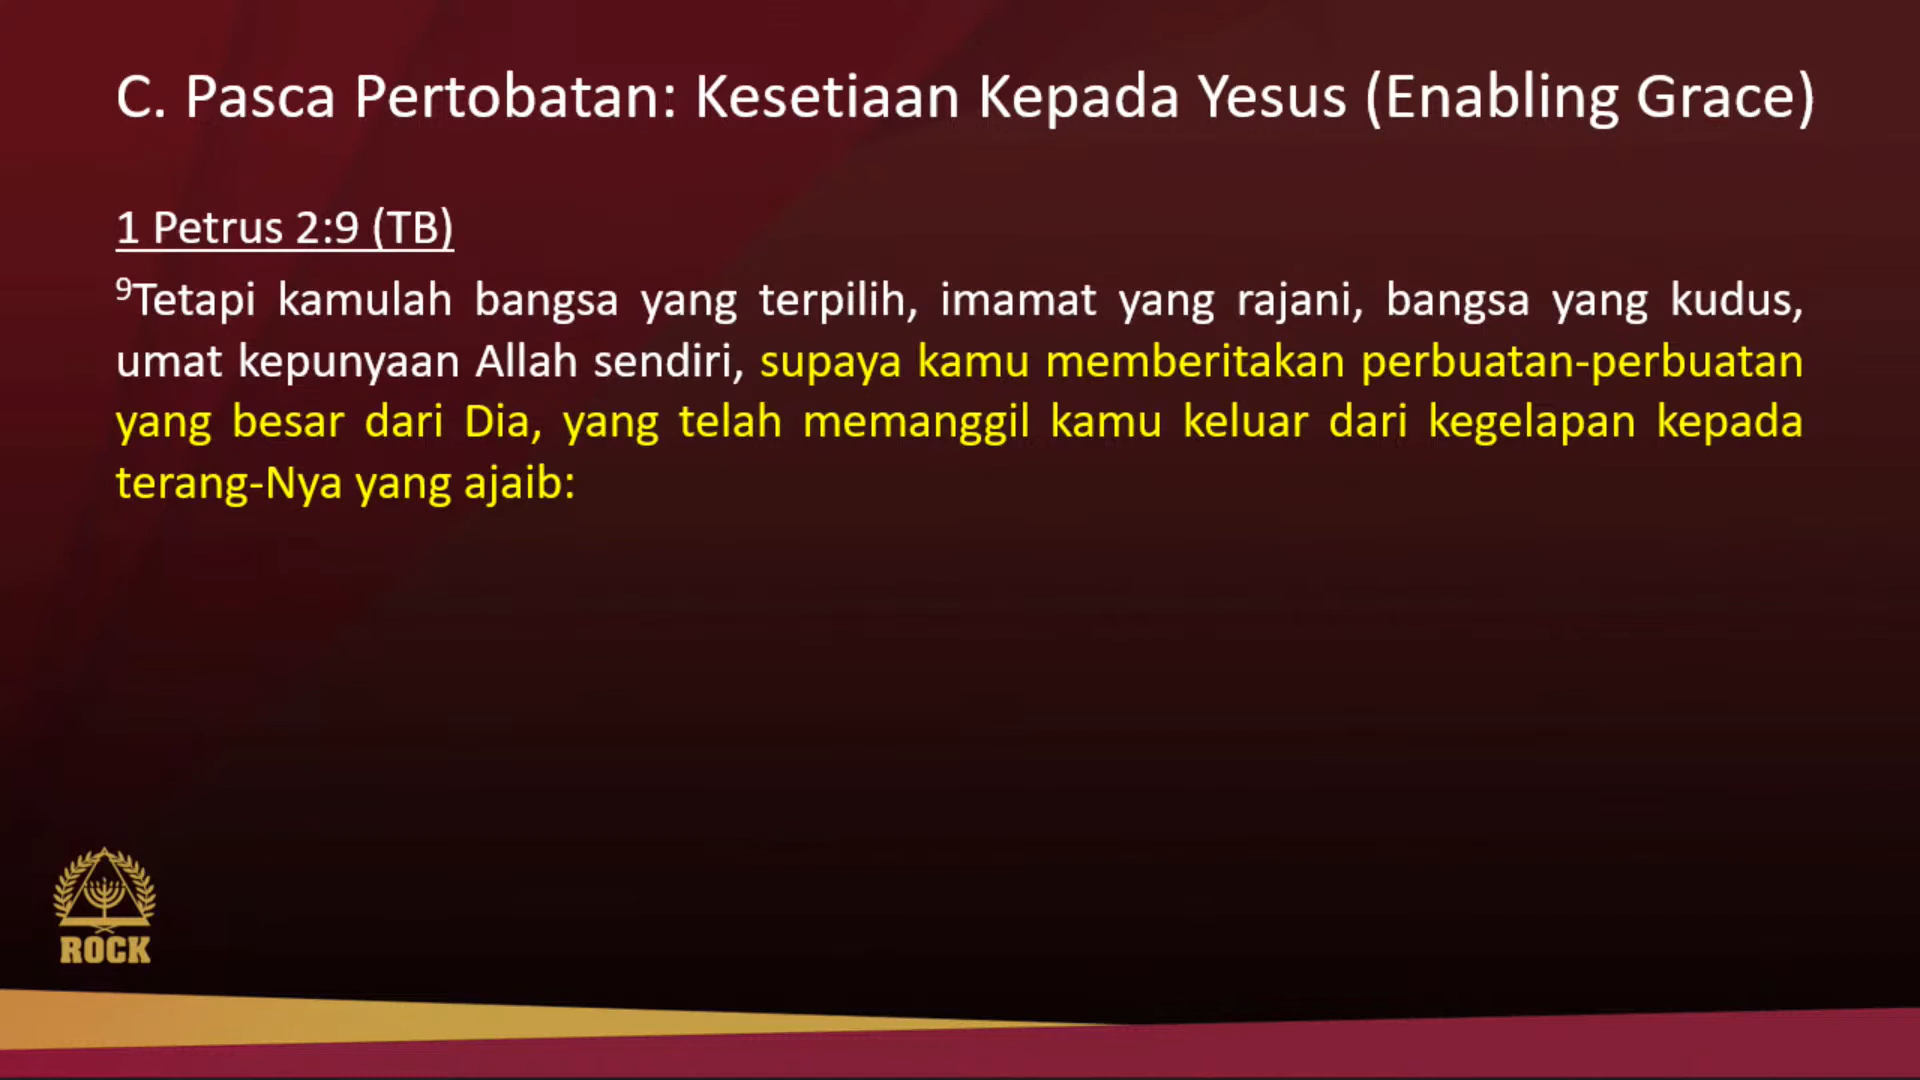 C. Pasca Pertobatan: Kesetiaan Kepada Yesus (Enabling Grace)
1 Petrus 2:9 (TB)
⁹Tetapi kamulah bangsa yang terpilih, imamat yang rajani, bangsa yang kudus,
umat kepunyaan Allah sendiri, supaya kamu memberitakan perbuatan-perbuatan
yang besar dari Dia, yang telah memanggil kamu keluar dari kegelapan kepada
terang-Nya yang ajaib:
ROCK